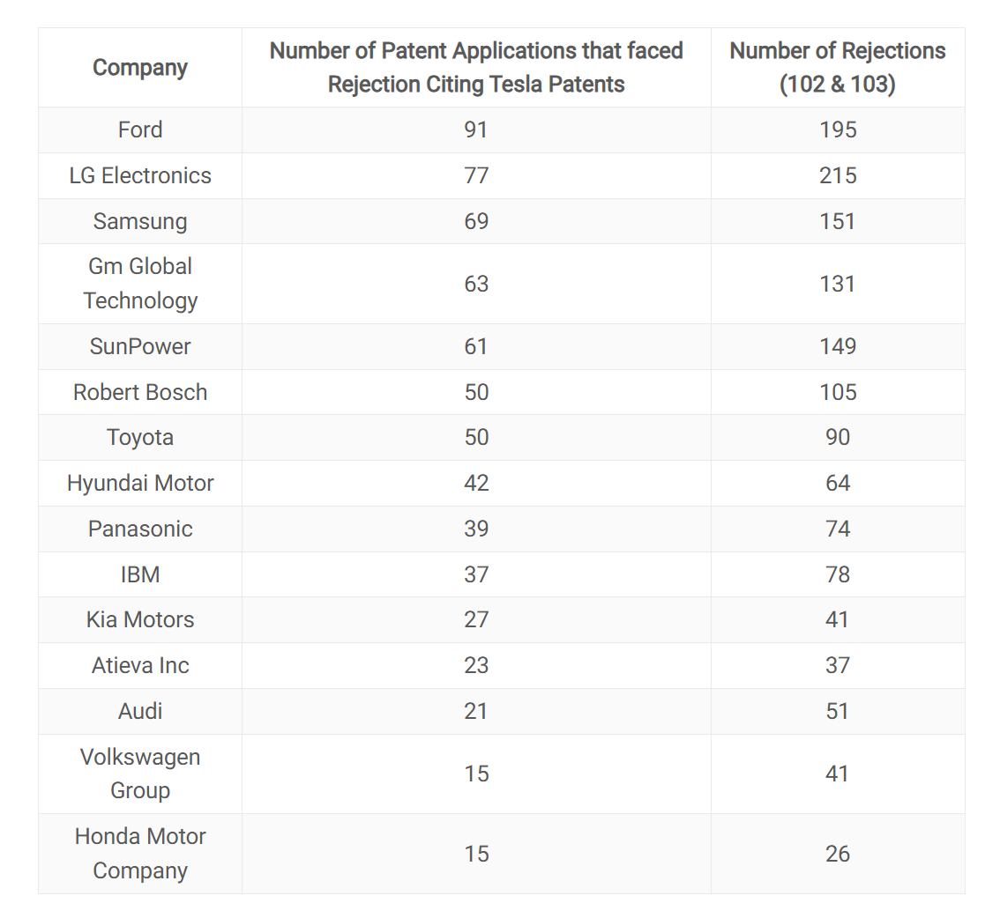 Company
Number of Patent Applications that faced
Rejection Citing Tesla Patents
Number of Rejections
(102 & 103)
Ford 91 195
LG Electronics 77 215
Samsung 69 151
Gm Global
Technology
63 131
SunPower 61 149
Robert Bosch 50 105
Toyota 50 90
Hyundai Motor 42 64
Panasonic 39 74
IBM 37 78
Kia Motors 27 41
Atieva Inc 23 37
Audi 21 51
Volkswagen
Group
15 41
Honda Motor
Company
15 26